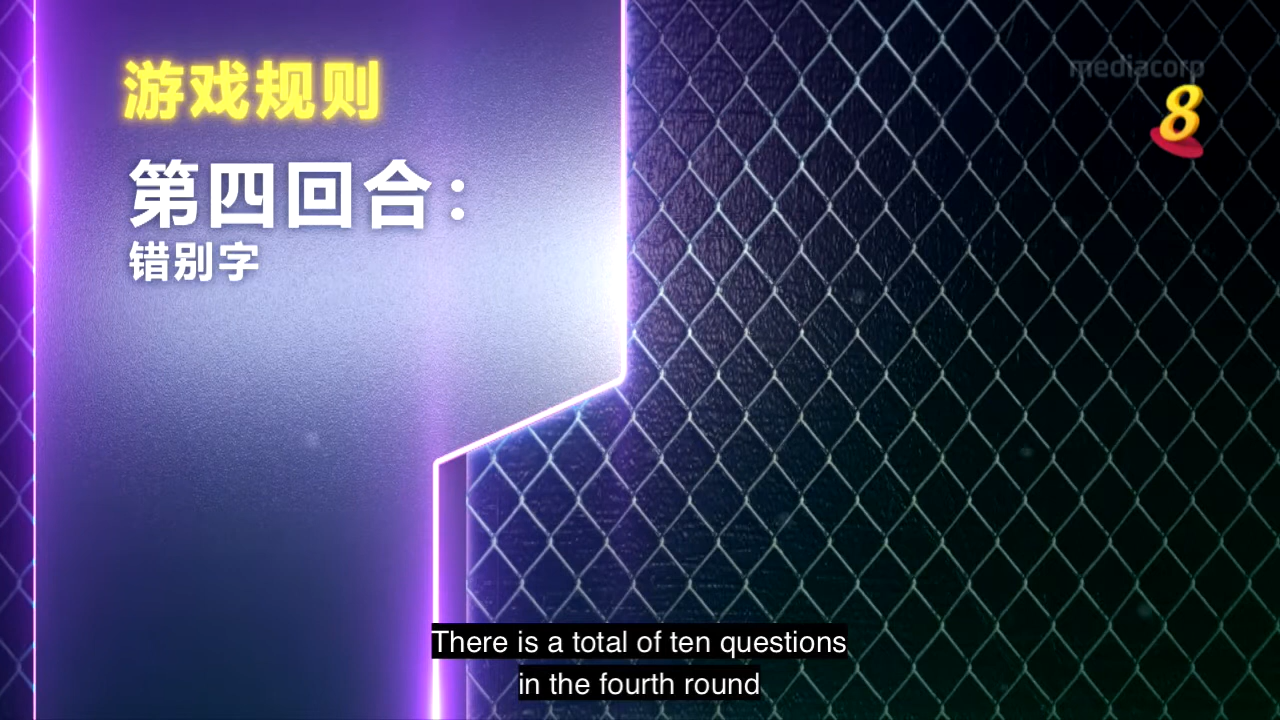 游戏规则
mediacorp
8
第四回合：
错别字
There is a total of ten questions
in the fourth round